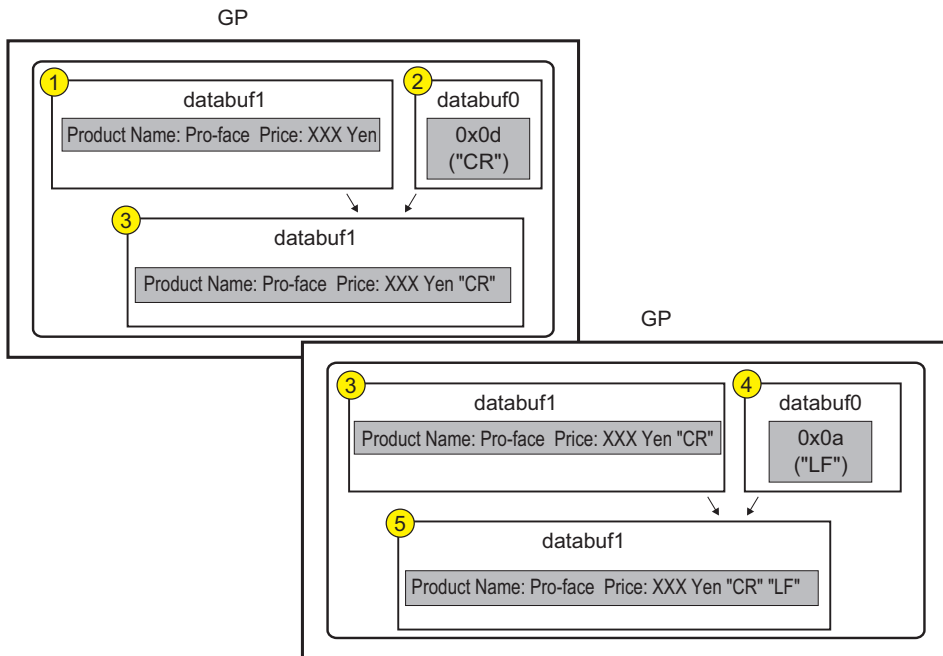 GP
1
2
databuf1
databuf0
Product Name: Pro-face  Price: XXX Yen
0x0d
("CR")
3
databuf1
Product Name: Pro-face  Price: XXX Yen "CR"
GP
3
4
databuf1
databuf0
Product Name: Pro-face  Price: XXX Yen "CR"
0x0a
("LF")
5
databuf1
Product Name: Pro-face  Price: XXX Yen "CR" "LF"